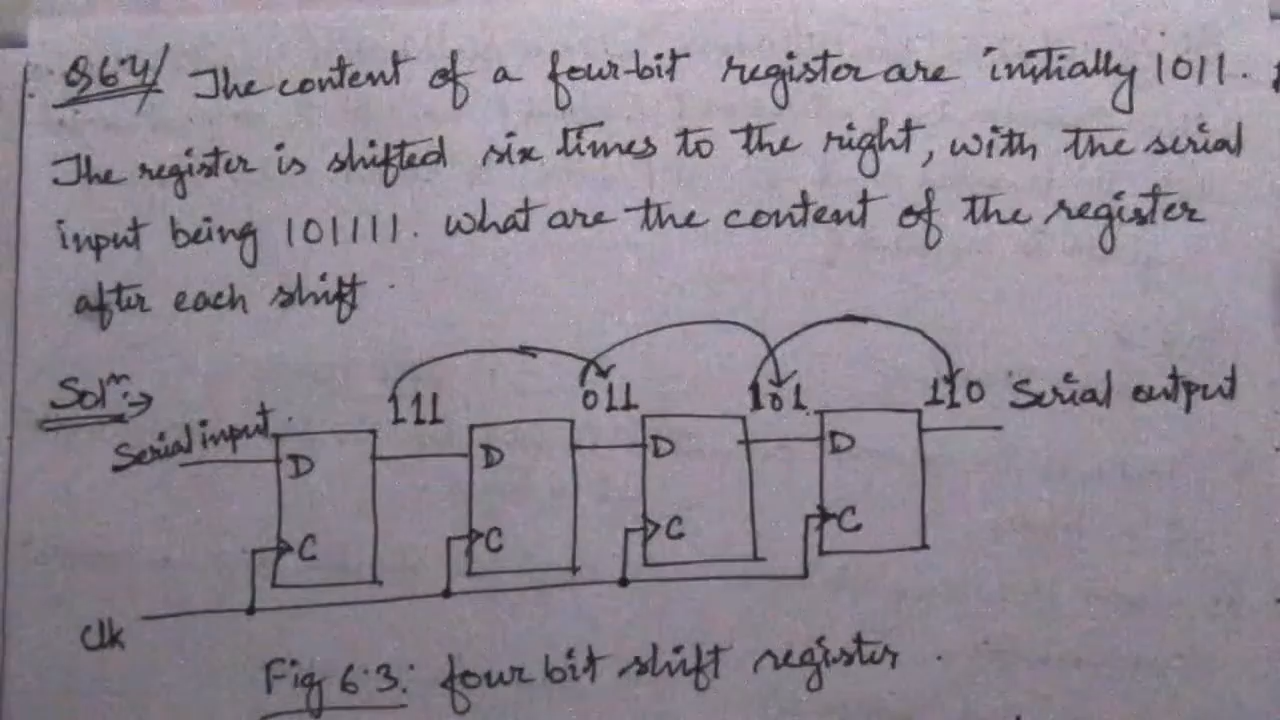 Q6.4/ The content of a four-bit register are initially 1011.
The register is shifted six times to the right, with the serial
input being 101111. what are the content of the register
after each shift.
Solⁿ:→
Serial input 111 011 101 110 Serial output
D D D D
C C C C
Clk
Fig 6.3: four bit shift register.